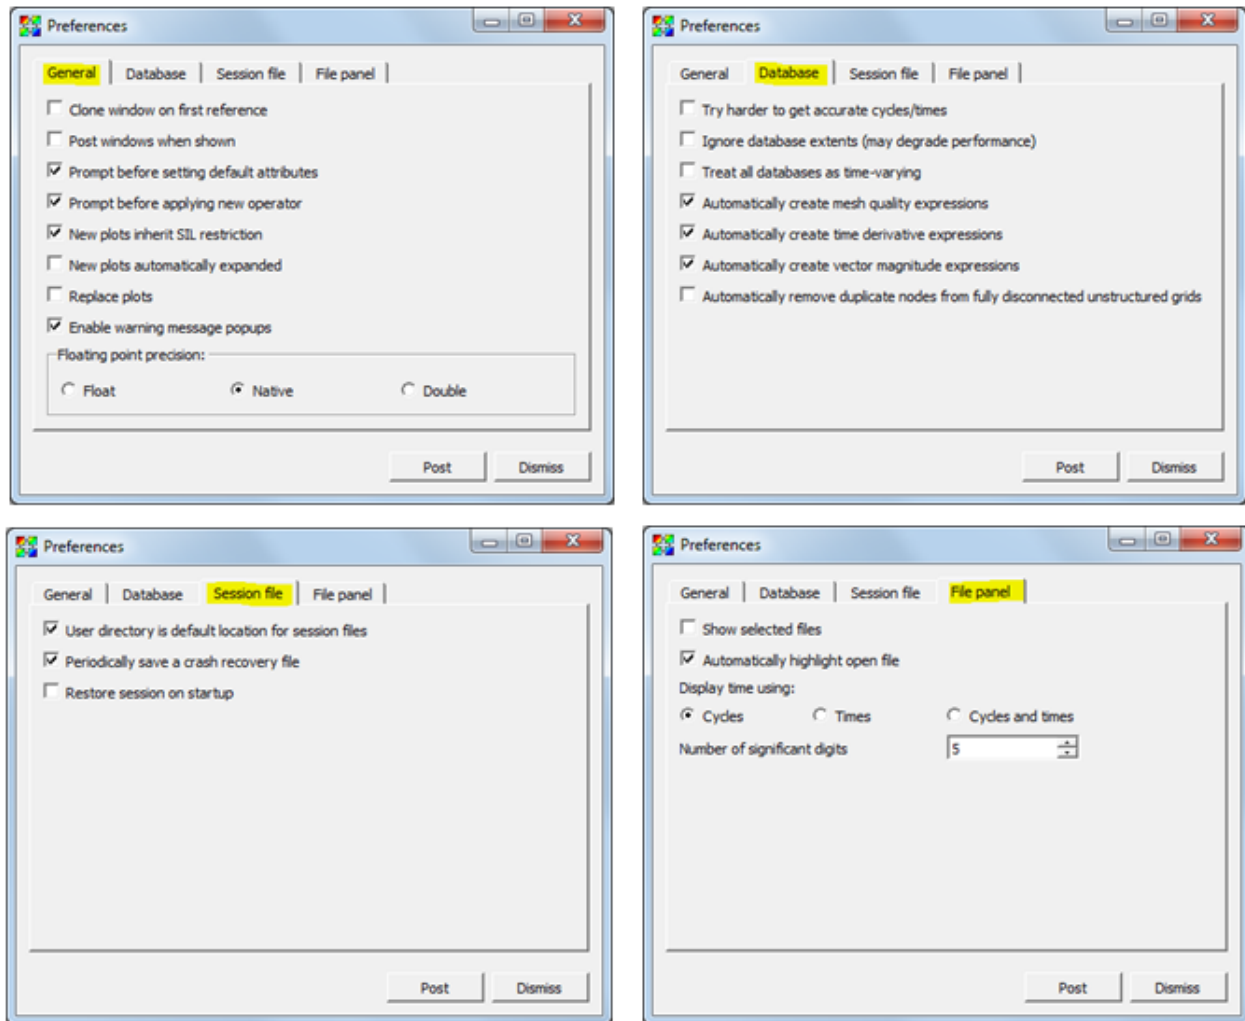 Preferences
General Database Session file File panel
Clone window on first reference
Post windows when shown
Prompt before setting default attributes
Prompt before applying new operator
New plots inherit SIL restriction
New plots automatically expanded
Replace plots
Enable warning message popups
Floating point precision:
Float Native Double
Post Dismiss
Preferences
General Database Session file File panel
Try harder to get accurate cycles/times
Ignore database extents (may degrade performance)
Treat all databases as time-varying
Automatically create mesh quality expressions
Automatically create time derivative expressions
Automatically create vector magnitude expressions
Automatically remove duplicate nodes from fully disconnected unstructured grids
Post Dismiss
Preferences
General Database Session file File panel
User directory is default location for session files
Periodically save a crash recovery file
Restore session on startup
Post Dismiss
Preferences
General Database Session file File panel
Show selected files
Automatically highlight open file
Display time using:
Cycles Times Cycles and times
Number of significant digits 5
Post Dismiss